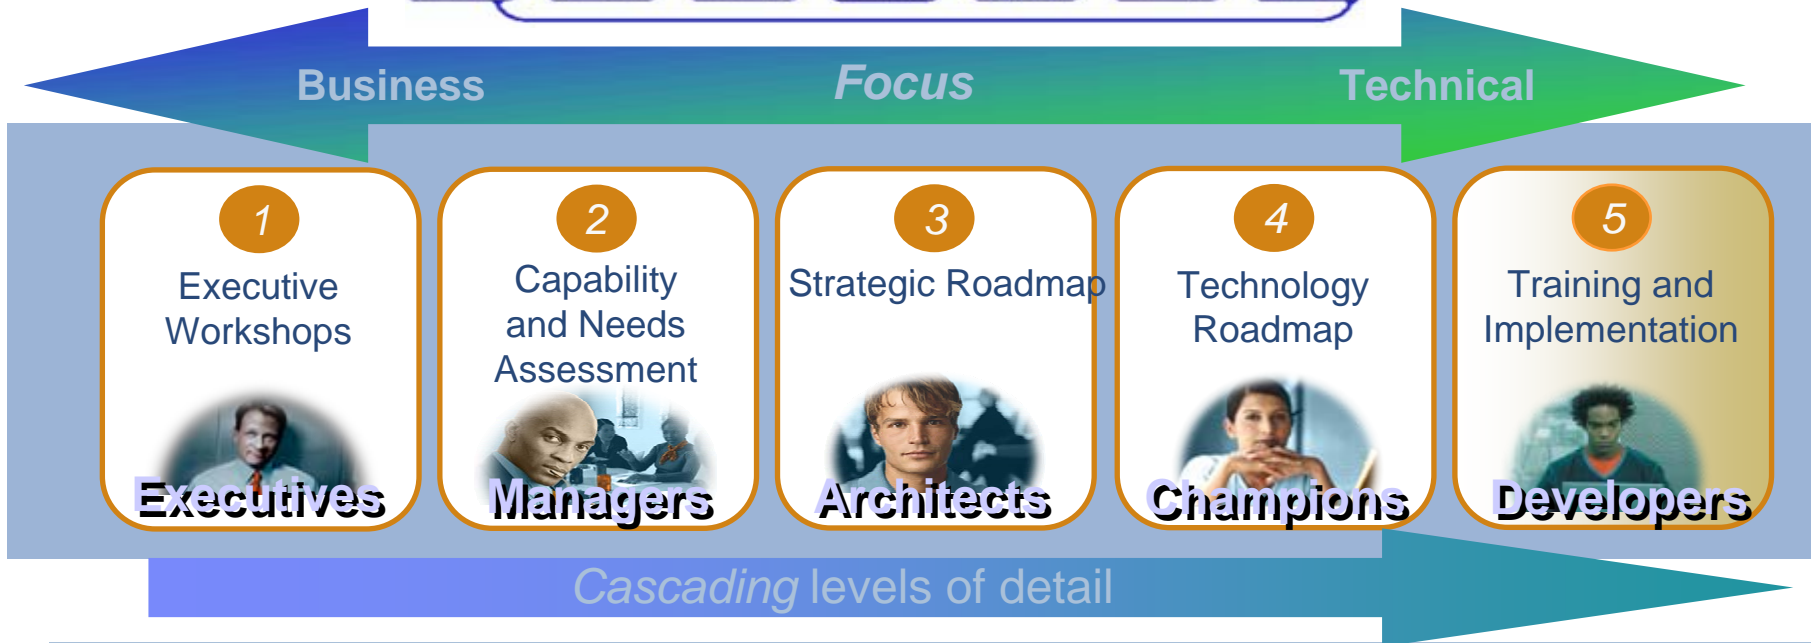 Business Focus Technical
1 2 3 4 5
Executive
Workshops
Capability
and Needs
Assessment
Strategic Roadmap
Technology
Roadmap
Training and
Implementation
Executives Managers Architects Champions Developers
Cascading levels of detail